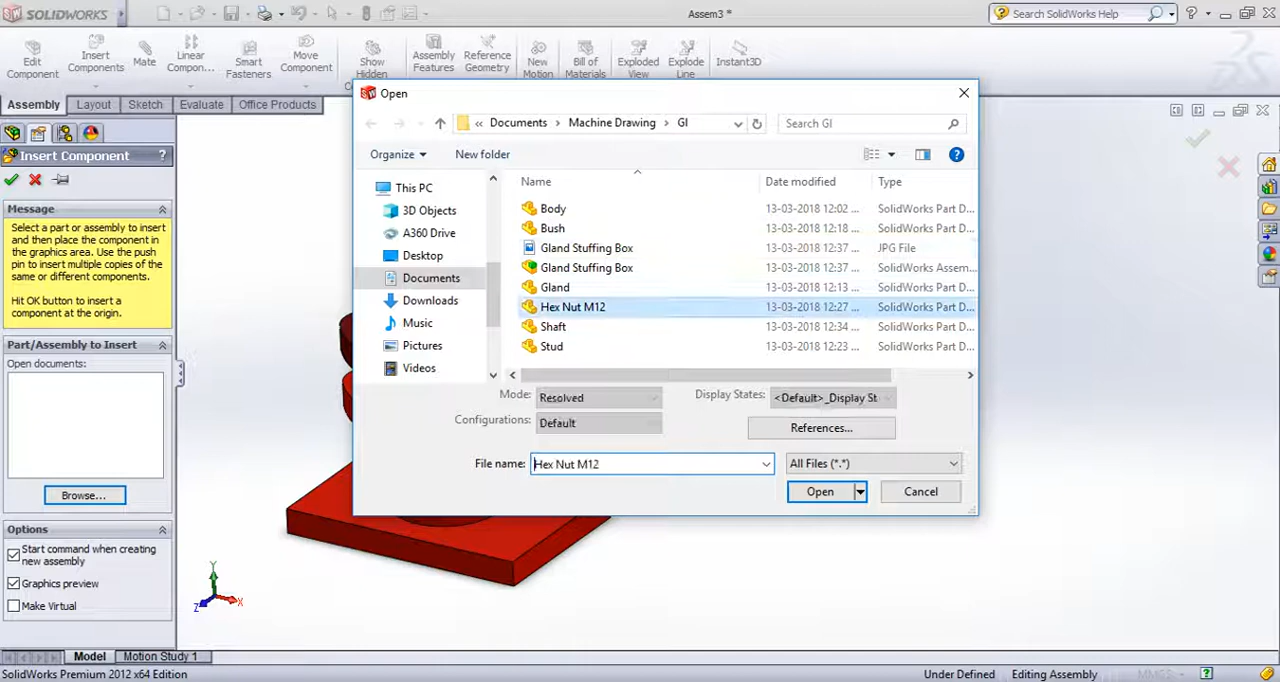 SOLIDWORKS
Assem3 *
Search SolidWorks Help
Edit
Component
Insert
Components
Mate
Linear
Compon...
Smart
Fasteners
Move
Component
Show
Hidden
Assembly
Features
Reference
Geometry
New
Motion
Bill of
Materials
Exploded
View
Explode
Line
Instant3D
Assembly
Layout
Sketch
Evaluate
Office Products
Insert Component
?
Message
Select a part or assembly to insert
and then place the component in
the graphics area. Use the push
pin to insert multiple copies of the
same or different components.
Hit OK button to insert a
component at the origin.
Part/Assembly to Insert
Open documents:
Browse...
Options
Start command when creating
new assembly
Graphics preview
Make Virtual
Open
« Documents > Machine Drawing > GI
Search GI
Organize
New folder
This PC
3D Objects
A360 Drive
Desktop
Documents
Downloads
Music
Pictures
Videos
Name Date modified Type
Body 13-03-2018 12:02 ... SolidWorks Part D...
Bush 13-03-2018 12:18 ... SolidWorks Part D...
Gland Stuffing Box 13-03-2018 12:37 ... JPG File
Gland Stuffing Box 13-03-2018 12:37 ... SolidWorks Assem...
Gland 13-03-2018 12:13 ... SolidWorks Part D...
Hex Nut M12 13-03-2018 12:27 ... SolidWorks Part D...
Shaft 13-03-2018 12:34 ... SolidWorks Part D...
Stud 13-03-2018 12:23 ... SolidWorks Part D...
Mode: Resolved
Display States: <Default>_Display St
Configurations: Default
References...
File name: Hex Nut M12
All Files (*.*)
Open
Cancel
Y
Z
X
Model
Motion Study 1
SolidWorks Premium 2012 x64 Edition
Under Defined
Editing Assembly
MMGS
?